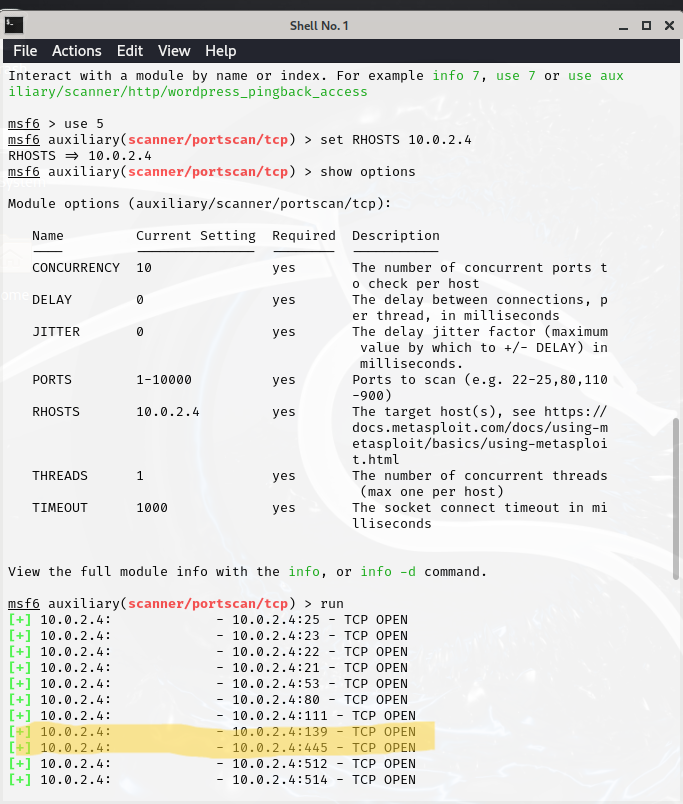 Shell No. 1
File Actions Edit View Help
Interact with a module by name or index. For example info 7, use 7 or use aux
iliary/scanner/http/wordpress_pingback_access
msf6 > use 5
msf6 auxiliary(scanner/portscan/tcp) > set RHOSTS 10.0.2.4
RHOSTS => 10.0.2.4
msf6 auxiliary(scanner/portscan/tcp) > show options
Module options (auxiliary/scanner/portscan/tcp):
Name Current Setting Required Description
CONCURRENCY 10 yes The number of concurrent ports t
o check per host
DELAY 0 yes The delay between connections, p
er thread, in milliseconds
JITTER 0 yes The delay jitter factor (maximum
value by which to +/- DELAY) in
milliseconds.
PORTS 1-10000 yes Ports to scan (e.g. 22-25,80,110
-900)
RHOSTS 10.0.2.4 yes The target host(s), see https://
docs.metasploit.com/docs/using-m
etasploit/basics/using-metasploi
t.html
THREADS 1 yes The number of concurrent threads
(max one per host)
TIMEOUT 1000 yes The socket connect timeout in mi
lliseconds
View the full module info with the info, or info -d command.
msf6 auxiliary(scanner/portscan/tcp) > run
[+] 10.0.2.4: - 10.0.2.4:25 - TCP OPEN
[+] 10.0.2.4: - 10.0.2.4:23 - TCP OPEN
[+] 10.0.2.4: - 10.0.2.4:22 - TCP OPEN
[+] 10.0.2.4: - 10.0.2.4:21 - TCP OPEN
[+] 10.0.2.4: - 10.0.2.4:53 - TCP OPEN
[+] 10.0.2.4: - 10.0.2.4:80 - TCP OPEN
[+] 10.0.2.4: - 10.0.2.4:111 - TCP OPEN
[+] 10.0.2.4: - 10.0.2.4:139 - TCP OPEN
[+] 10.0.2.4: - 10.0.2.4:445 - TCP OPEN
[+] 10.0.2.4: - 10.0.2.4:512 - TCP OPEN
[+] 10.0.2.4: - 10.0.2.4:514 - TCP OPEN